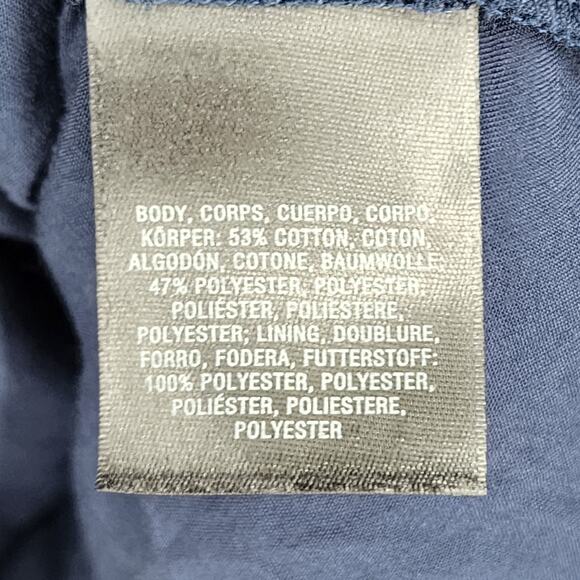 BODY, CORPS, CUERPO, CORPO,
KÖRPER: 53% COTTON, COTON,
ALGODÓN, COTONE, BAUMWOLLE;
47% POLYESTER, POLYESTER,
POLIÉSTER, POLIESTERE,
POLYESTER; LINING, DOUBLURE,
FORRO, FODERA, FUTTERSTOFF:
100% POLYESTER, POLYESTER,
POLIÉSTER, POLIESTERE,
POLYESTER